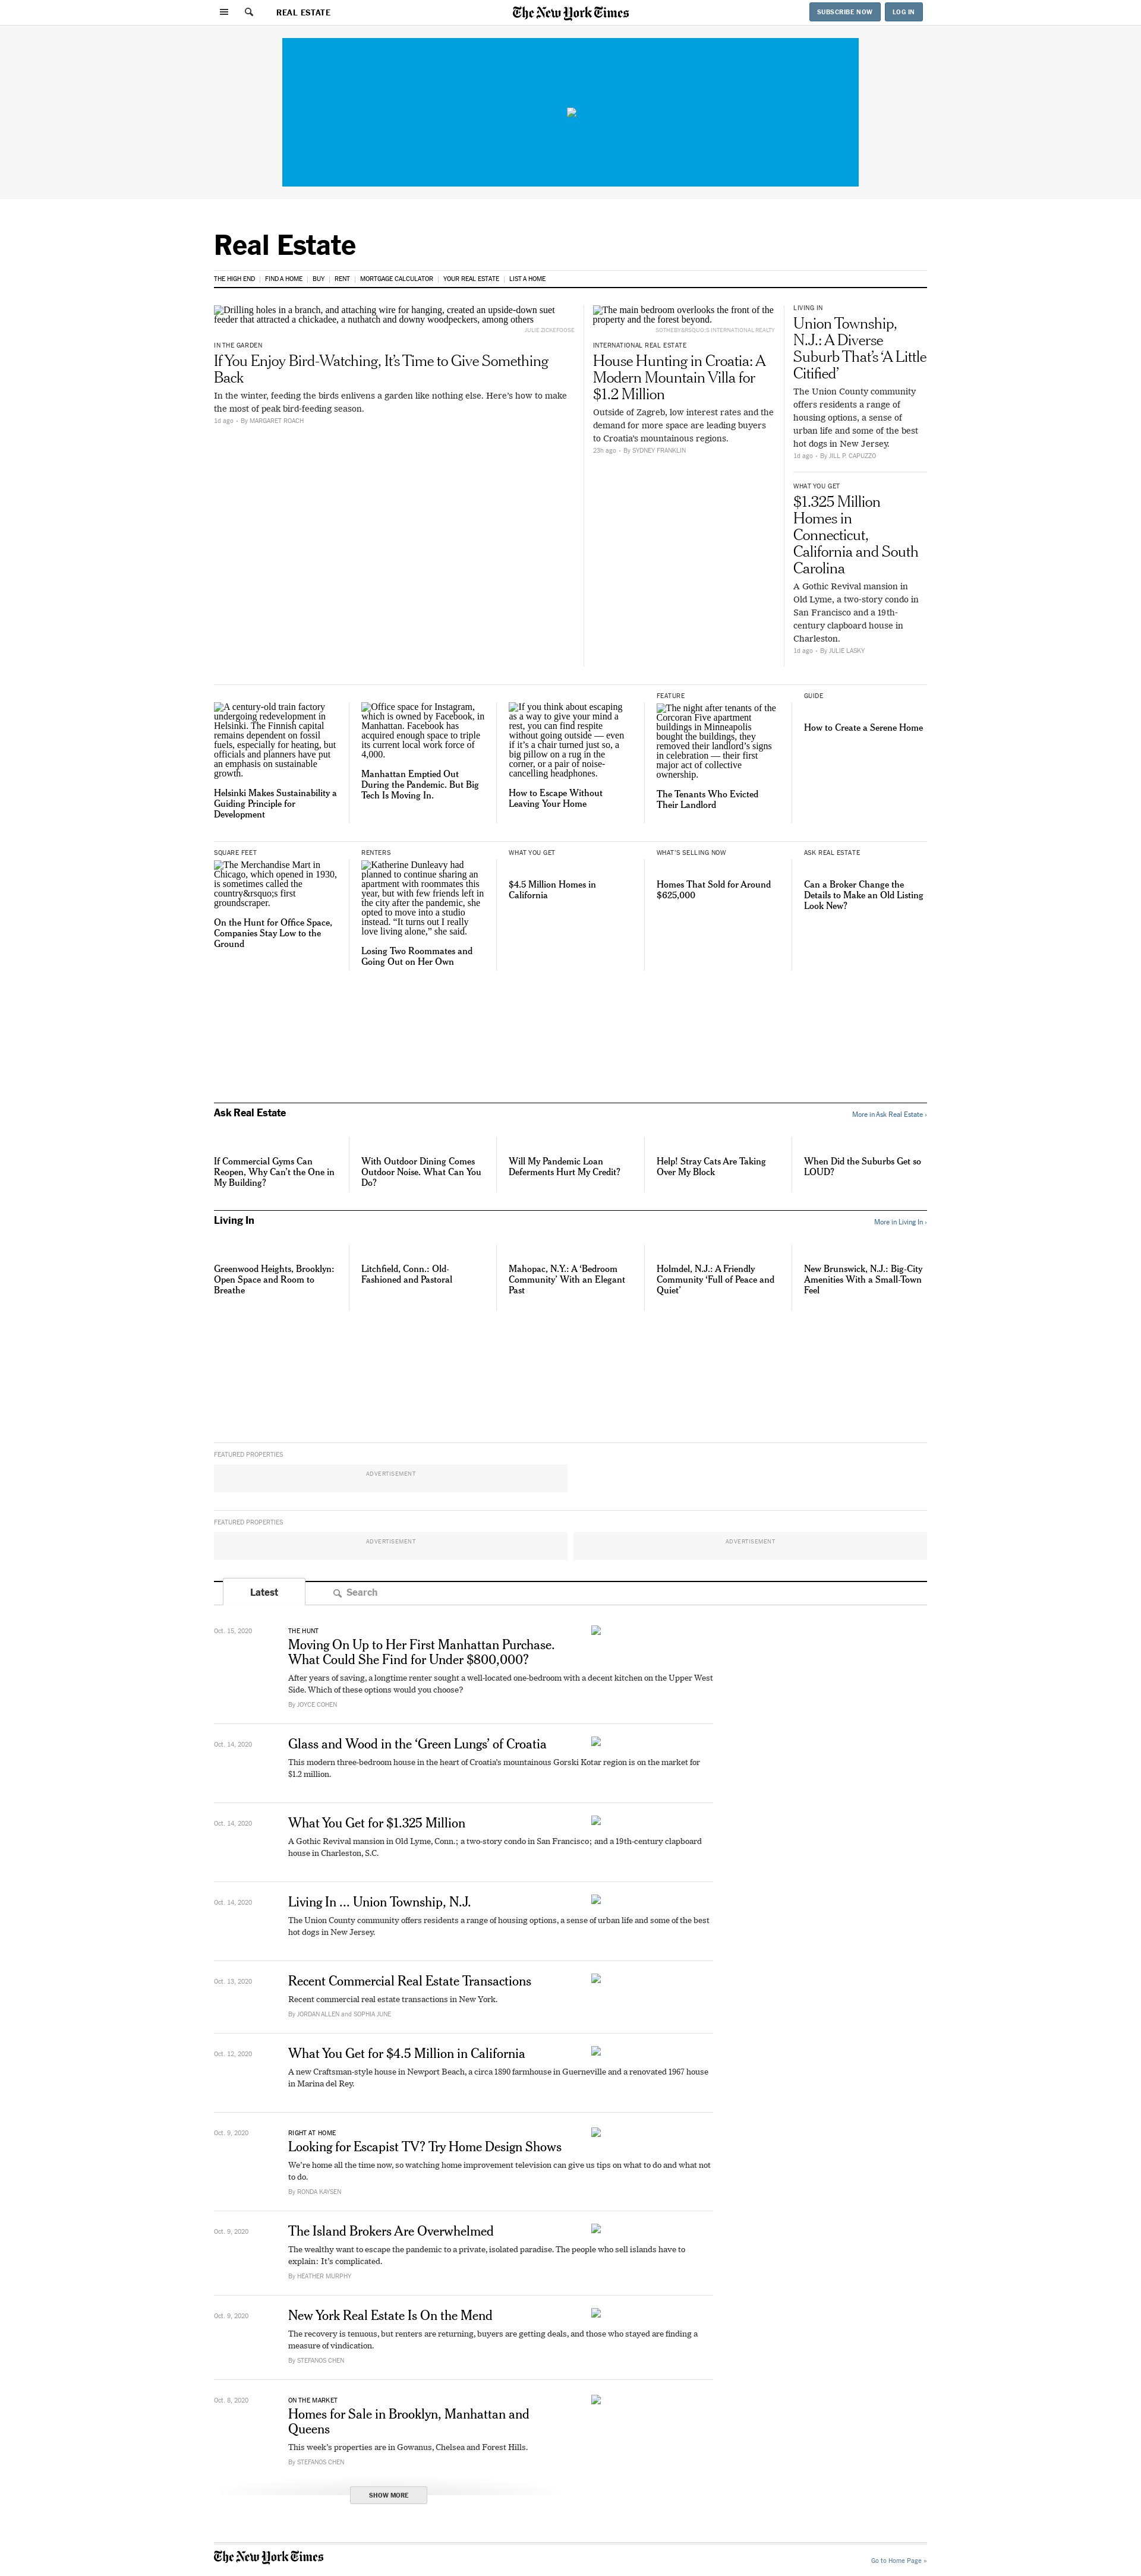 REAL ESTATE
The New York Times
SUBSCRIBE NOW
LOG IN
Real Estate
THE HIGH END
FIND A HOME
BUY
RENT
MORTGAGE CALCULATOR
YOUR REAL ESTATE
LIST A HOME
Drilling holes in a branch, and attaching wire for hanging, created an upside-down suet
feeder that attracted a chickadee, a nuthatch and downy woodpeckers, among others
JULIE ZICKEFOOSE
IN THE GARDEN
If You Enjoy Bird-Watching, It’s Time to Give Something
Back
In the winter, feeding the birds enlivens a garden like nothing else. Here’s how to make
the most of peak bird-feeding season.
1d ago • By MARGARET ROACH
The main bedroom overlooks the front of the
property and the forest beyond.
SOTHEBY&RSQUO;S INTERNATIONAL REALTY
INTERNATIONAL REAL ESTATE
House Hunting in Croatia: A
Modern Mountain Villa for
$1.2 Million
Outside of Zagreb, low interest rates and the
demand for more space are leading buyers
to Croatia’s mountainous regions.
23h ago • By SYDNEY FRANKLIN
LIVING IN
Union Township,
N.J.: A Diverse
Suburb That’s ‘A Little
Citified’
The Union County community
offers residents a range of
housing options, a sense of
urban life and some of the best
hot dogs in New Jersey.
1d ago • By JILL P. CAPUZZO
WHAT YOU GET
$1.325 Million
Homes in
Connecticut,
California and South
Carolina
A Gothic Revival mansion in
Old Lyme, a two-story condo in
San Francisco and a 19th-
century clapboard house in
Charleston.
1d ago • By JULIE LASKY
A century-old train factory
undergoing redevelopment in
Helsinki. The Finnish capital
remains dependent on fossil
fuels, especially for heating, but
officials and planners have put
an emphasis on sustainable
growth.
Helsinki Makes Sustainability a
Guiding Principle for
Development
Office space for Instagram,
which is owned by Facebook, in
Manhattan. Facebook has
acquired enough space to triple
its current local work force of
4,000.
Manhattan Emptied Out
During the Pandemic. But Big
Tech Is Moving In.
If you think about escaping
as a way to give your mind a
rest, you can find respite
without going outside — even
if it’s a chair turned just so, a
big pillow on a rug in the
corner, or a pair of noise-
cancelling headphones.
How to Escape Without
Leaving Your Home
FEATURE
The night after tenants of the
Corcoran Five apartment
buildings in Minneapolis
bought the buildings, they
removed their landlord’s signs
in celebration — their first
major act of collective
ownership.
The Tenants Who Evicted
Their Landlord
GUIDE
How to Create a Serene Home
SQUARE FEET
The Merchandise Mart in
Chicago, which opened in 1930,
is sometimes called the
country&rsquo;s first
groundscraper.
On the Hunt for Office Space,
Companies Stay Low to the
Ground
RENTERS
Katherine Dunleavy had
planned to continue sharing an
apartment with roommates this
year, but with few friends left in
the city after the pandemic, she
opted to move into a studio
instead. “It turns out I really
love living alone,” she said.
Losing Two Roommates and
Going Out on Her Own
WHAT YOU GET
$4.5 Million Homes in
California
WHAT’S SELLING NOW
Homes That Sold for Around
$625,000
ASK REAL ESTATE
Can a Broker Change the
Details to Make an Old Listing
Look New?
Ask Real Estate
More in Ask Real Estate ›
If Commercial Gyms Can
Reopen, Why Can’t the One in
My Building?
With Outdoor Dining Comes
Outdoor Noise. What Can You
Do?
Will My Pandemic Loan
Deferments Hurt My Credit?
Help! Stray Cats Are Taking
Over My Block
When Did the Suburbs Get so
LOUD?
Living In
More in Living In ›
Greenwood Heights, Brooklyn:
Open Space and Room to
Breathe
Litchfield, Conn.: Old-
Fashioned and Pastoral
Mahopac, N.Y.: A ‘Bedroom
Community’ With an Elegant
Past
Holmdel, N.J.: A Friendly
Community ‘Full of Peace and
Quiet’
New Brunswick, N.J.: Big-City
Amenities With a Small-Town
Feel
FEATURED PROPERTIES
ADVERTISEMENT
FEATURED PROPERTIES
ADVERTISEMENT
ADVERTISEMENT
Latest
Search
Oct. 15, 2020
THE HUNT
Moving On Up to Her First Manhattan Purchase.
What Could She Find for Under $800,000?
After years of saving, a longtime renter sought a well-located one-bedroom with a decent kitchen on the Upper West
Side. Which of these options would you choose?
By JOYCE COHEN
Oct. 14, 2020
Glass and Wood in the ‘Green Lungs’ of Croatia
This modern three-bedroom house in the heart of Croatia’s mountainous Gorski Kotar region is on the market for
$1.2 million.
Oct. 14, 2020
What You Get for $1.325 Million
A Gothic Revival mansion in Old Lyme, Conn.; a two-story condo in San Francisco; and a 19th-century clapboard
house in Charleston, S.C.
Oct. 14, 2020
Living In ... Union Township, N.J.
The Union County community offers residents a range of housing options, a sense of urban life and some of the best
hot dogs in New Jersey.
Oct. 13, 2020
Recent Commercial Real Estate Transactions
Recent commercial real estate transactions in New York.
By JORDAN ALLEN and SOPHIA JUNE
Oct. 12, 2020
What You Get for $4.5 Million in California
A new Craftsman-style house in Newport Beach, a circa 1890 farmhouse in Guerneville and a renovated 1967 house
in Marina del Rey.
Oct. 9, 2020
RIGHT AT HOME
Looking for Escapist TV? Try Home Design Shows
We’re home all the time now, so watching home improvement television can give us tips on what to do and what not
to do.
By RONDA KAYSEN
Oct. 9, 2020
The Island Brokers Are Overwhelmed
The wealthy want to escape the pandemic to a private, isolated paradise. The people who sell islands have to
explain: It’s complicated.
By HEATHER MURPHY
Oct. 9, 2020
New York Real Estate Is On the Mend
The recovery is tenuous, but renters are returning, buyers are getting deals, and those who stayed are finding a
measure of vindication.
By STEFANOS CHEN
Oct. 8, 2020
ON THE MARKET
Homes for Sale in Brooklyn, Manhattan and
Queens
This week’s properties are in Gowanus, Chelsea and Forest Hills.
By STEFANOS CHEN
SHOW MORE
The New York Times
Go to Home Page »